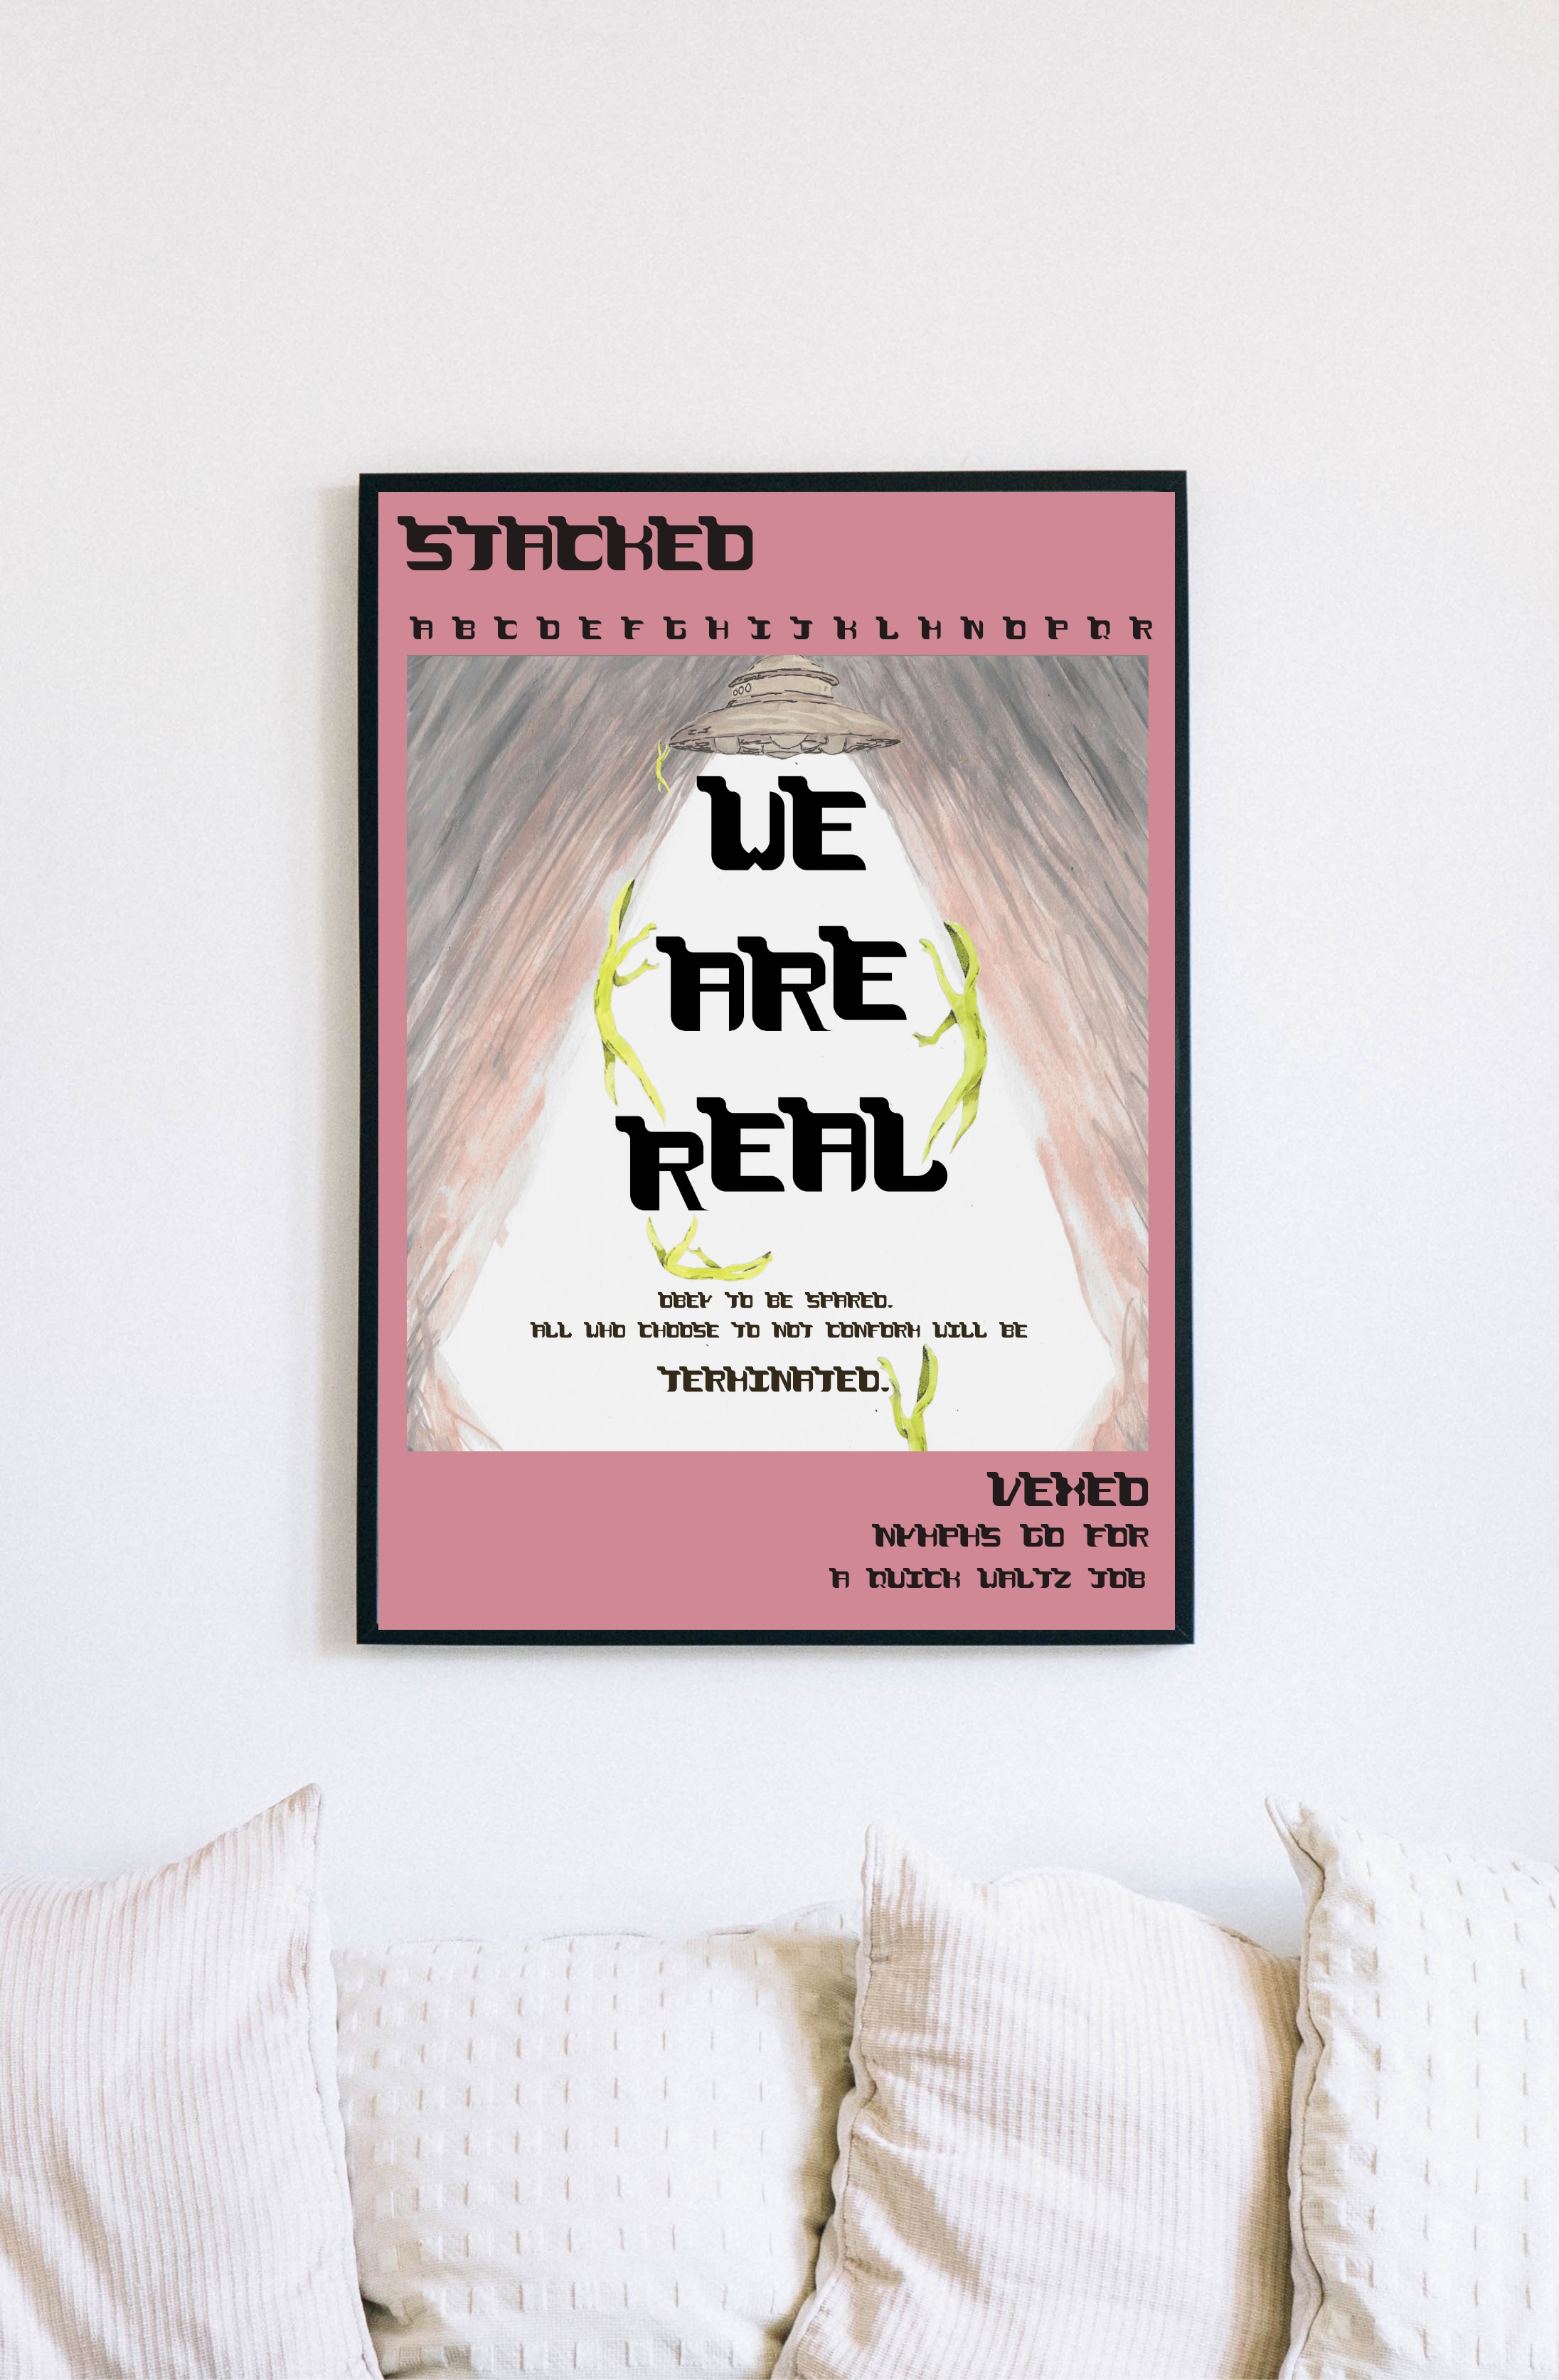 STACKED
A B C D E F G H I J K L M N O P Q R
WE
ARE
REAL
OBEY TO BE SPARED.
ALL WHO CHOOSE TO NOT CONFORM WILL BE
TERMINATED.
VEXED
NYMPHS GO FOR
A QUICK WALTZ JOB